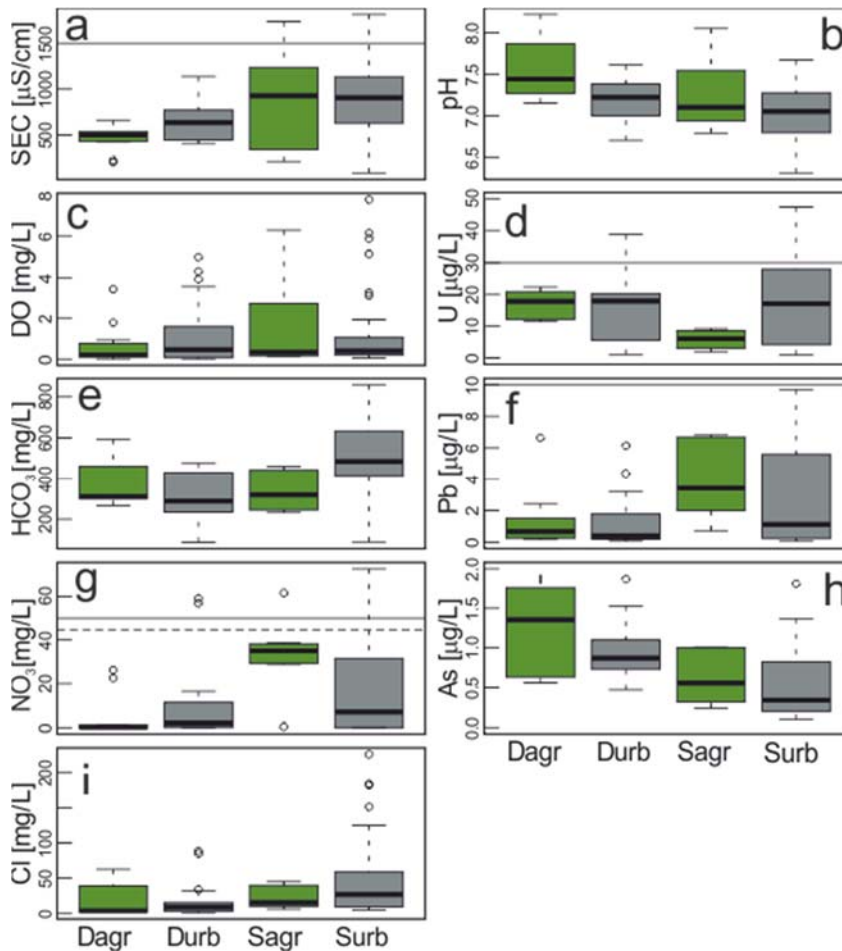 a
SEC [µS/cm]
500 1000 1500
b
pH
6.5 7.0 7.5 8.0
c
DO [mg/L]
0 2 4 6 8
d
U [µg/L]
0 10 20 30 40 50
e
HCO3 [mg/L]
200 400 600 800
f
Pb [µg/L]
0 2 4 6 8 10
g
NO3[mg/L]
0 20 40 60
h
As [µg/L]
0.0 0.5 1.0 1.5 2.0
Dagr Durb Sagr Surb
i
Cl [mg/L]
0 50 100 200
Dagr Durb Sagr Surb